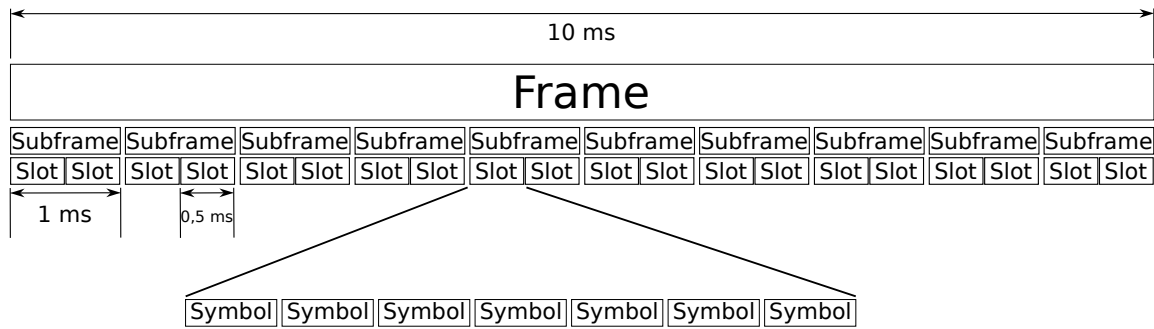 10 ms
Frame
Subframe Subframe Subframe Subframe Subframe Subframe Subframe Subframe Subframe Subframe
Slot Slot Slot Slot Slot Slot Slot Slot Slot Slot Slot Slot Slot Slot Slot Slot Slot Slot Slot Slot
1 ms 0,5 ms
Symbol Symbol Symbol Symbol Symbol Symbol Symbol